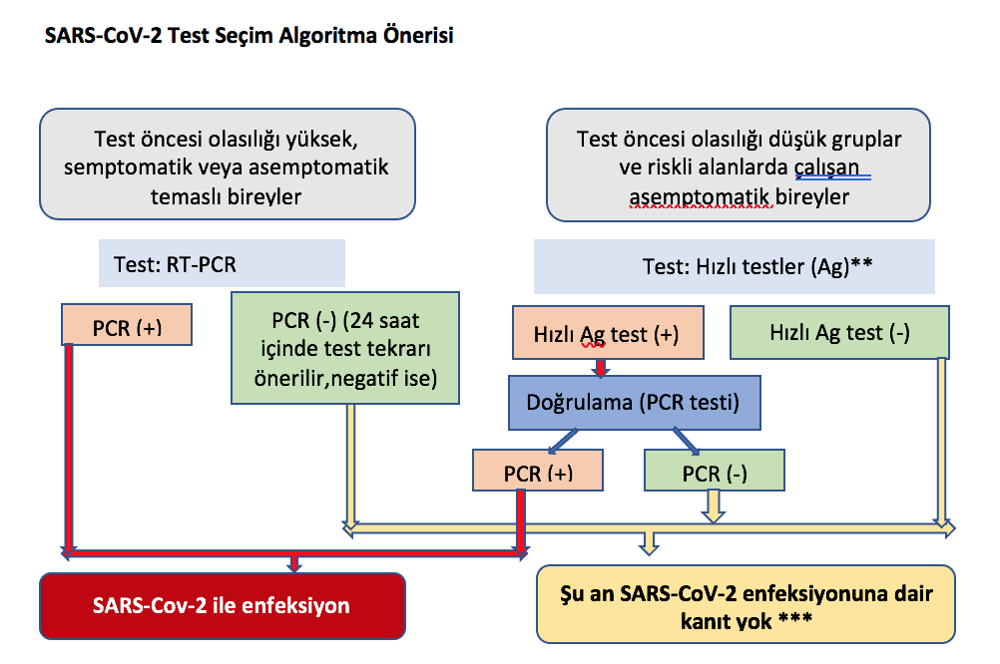 SARS-CoV-2 Test Seçim Algoritma Önerisi
Test öncesi olasılığı yüksek,
semptomatik veya asemptomatik
temaslı bireyler
Test öncesi olasılığı düşük gruplar
ve riskli alanlarda çalışan
asemptomatik bireyler
Test: RT-PCR
Test: Hızlı testler (Ag)**
PCR (+)
PCR (-) (24 saat
içinde test tekrarı
önerilir,negatif ise)
Hızlı Ag test (+)
Hızlı Ag test (-)
Doğrulama (PCR testi)
PCR (+)
PCR (-)
SARS-Cov-2 ile enfeksiyon
Şu an SARS-CoV-2 enfeksiyonuna dair
kanıt yok ***